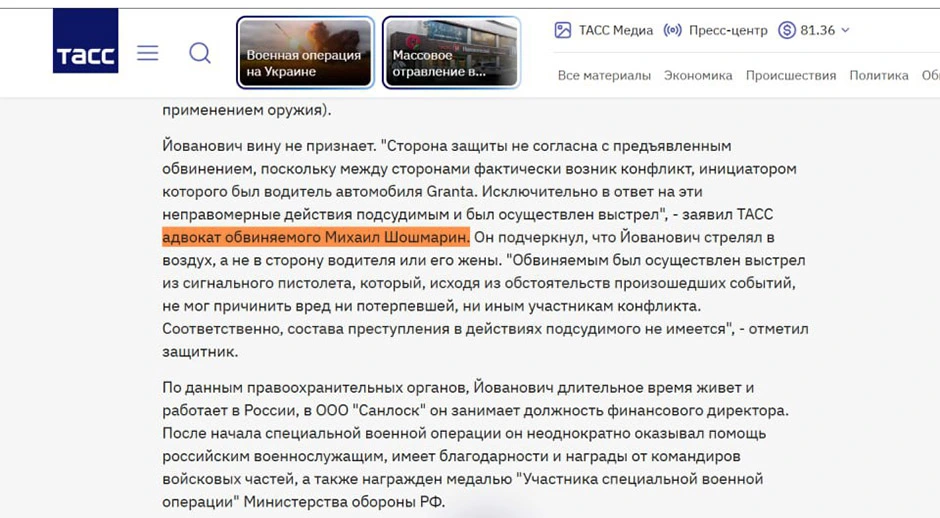 ТАСС
Военная операция
на Украине
Массовое
отравление в...
ТАСС Медиа
Пресс-центр
81.36
Все материалы
Экономика
Происшествия
Политика
применением оружия).
Йованович вину не признает. "Сторона защиты не согласна с предъявленным
обвинением, поскольку между сторонами фактически возник конфликт, инициатором
которого был водитель автомобиля Granta. Исключительно в ответ на эти
неправомерные действия подсудимым и был осуществлен выстрел", - заявил ТАСС
адвокат обвиняемого Михаил Шошмарин. Он подчеркнул, что Йованович стрелял в
воздух, а не в сторону водителя или его жены. "Обвиняемым был осуществлен выстрел
из сигнального пистолета, который, исходя из обстоятельств произошедших событий,
не мог причинить вред ни потерпевшей, ни иным участникам конфликта.
Соответственно, состава преступления в действиях подсудимого не имеется", - отметил
защитник.
По данным правоохранительных органов, Йованович длительное время живет и
работает в России, в ООО "Санлоск" он занимает должность финансового директора.
После начала специальной военной операции он неоднократно оказывал помощь
российским военнослужащим, имеет благодарности и награды от командиров
войсковых частей, а также награжден медалью "Участника специальной военной
операции" Министерства обороны РФ.